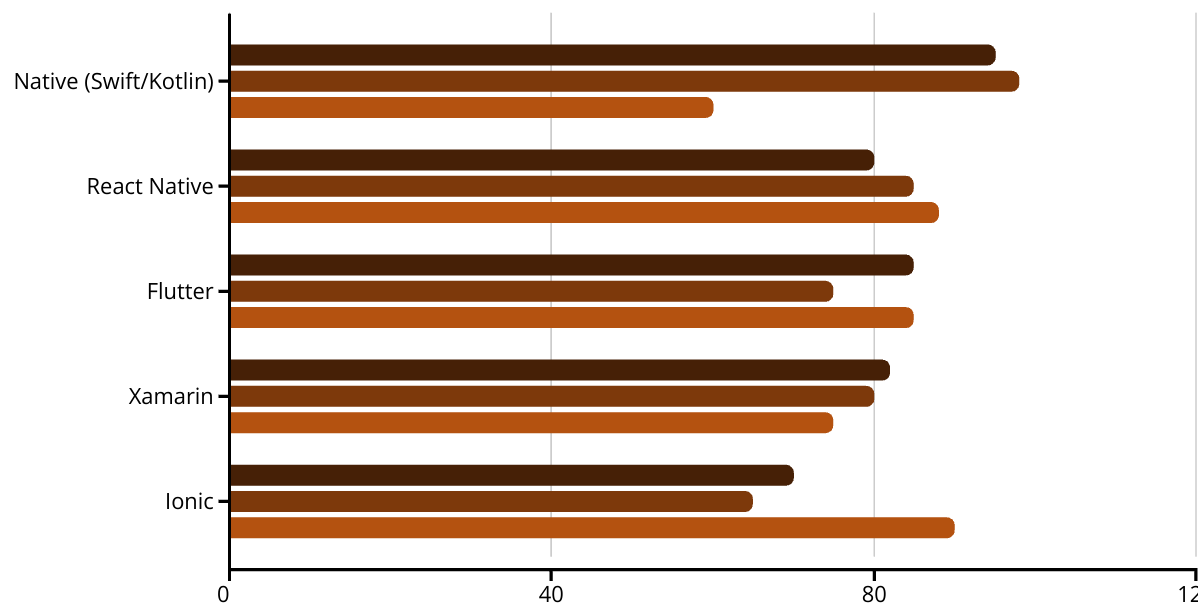 Native (Swift/Kotlin)
React Native
Flutter
Xamarin
Ionic
0 40 80 12